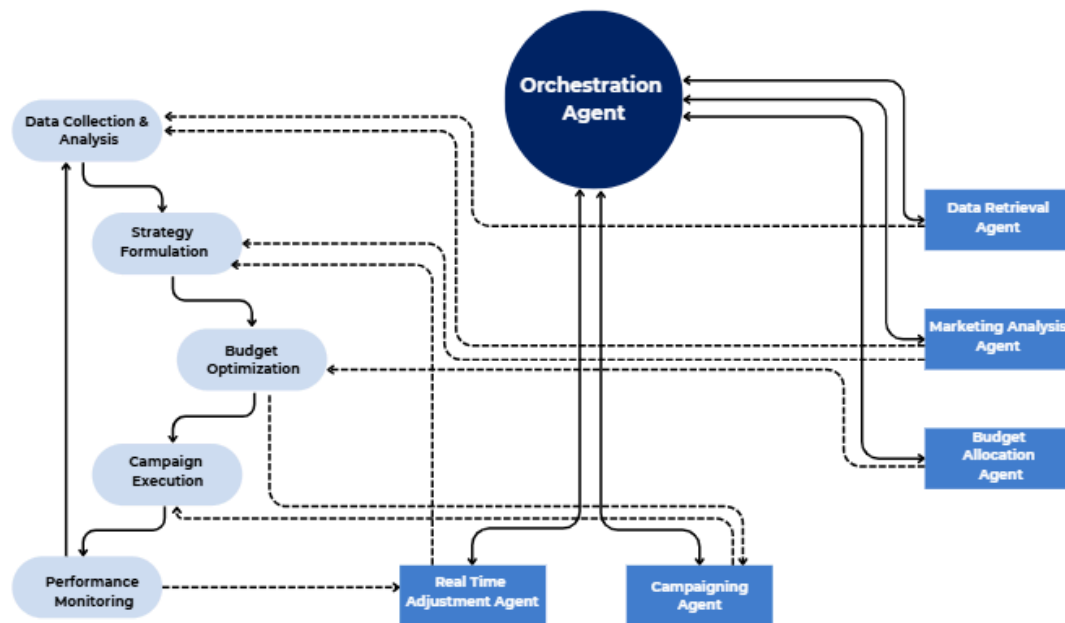 Orchestration
Agent
Data Collection &
Analysis
Strategy
Formulation
Budget
Optimization
Campaign
Execution
Performance
Monitoring
Data Retrieval
Agent
Marketing Analysis
Agent
Budget
Allocation
Agent
Real Time
Adjustment Agent
Campaigning
Agent